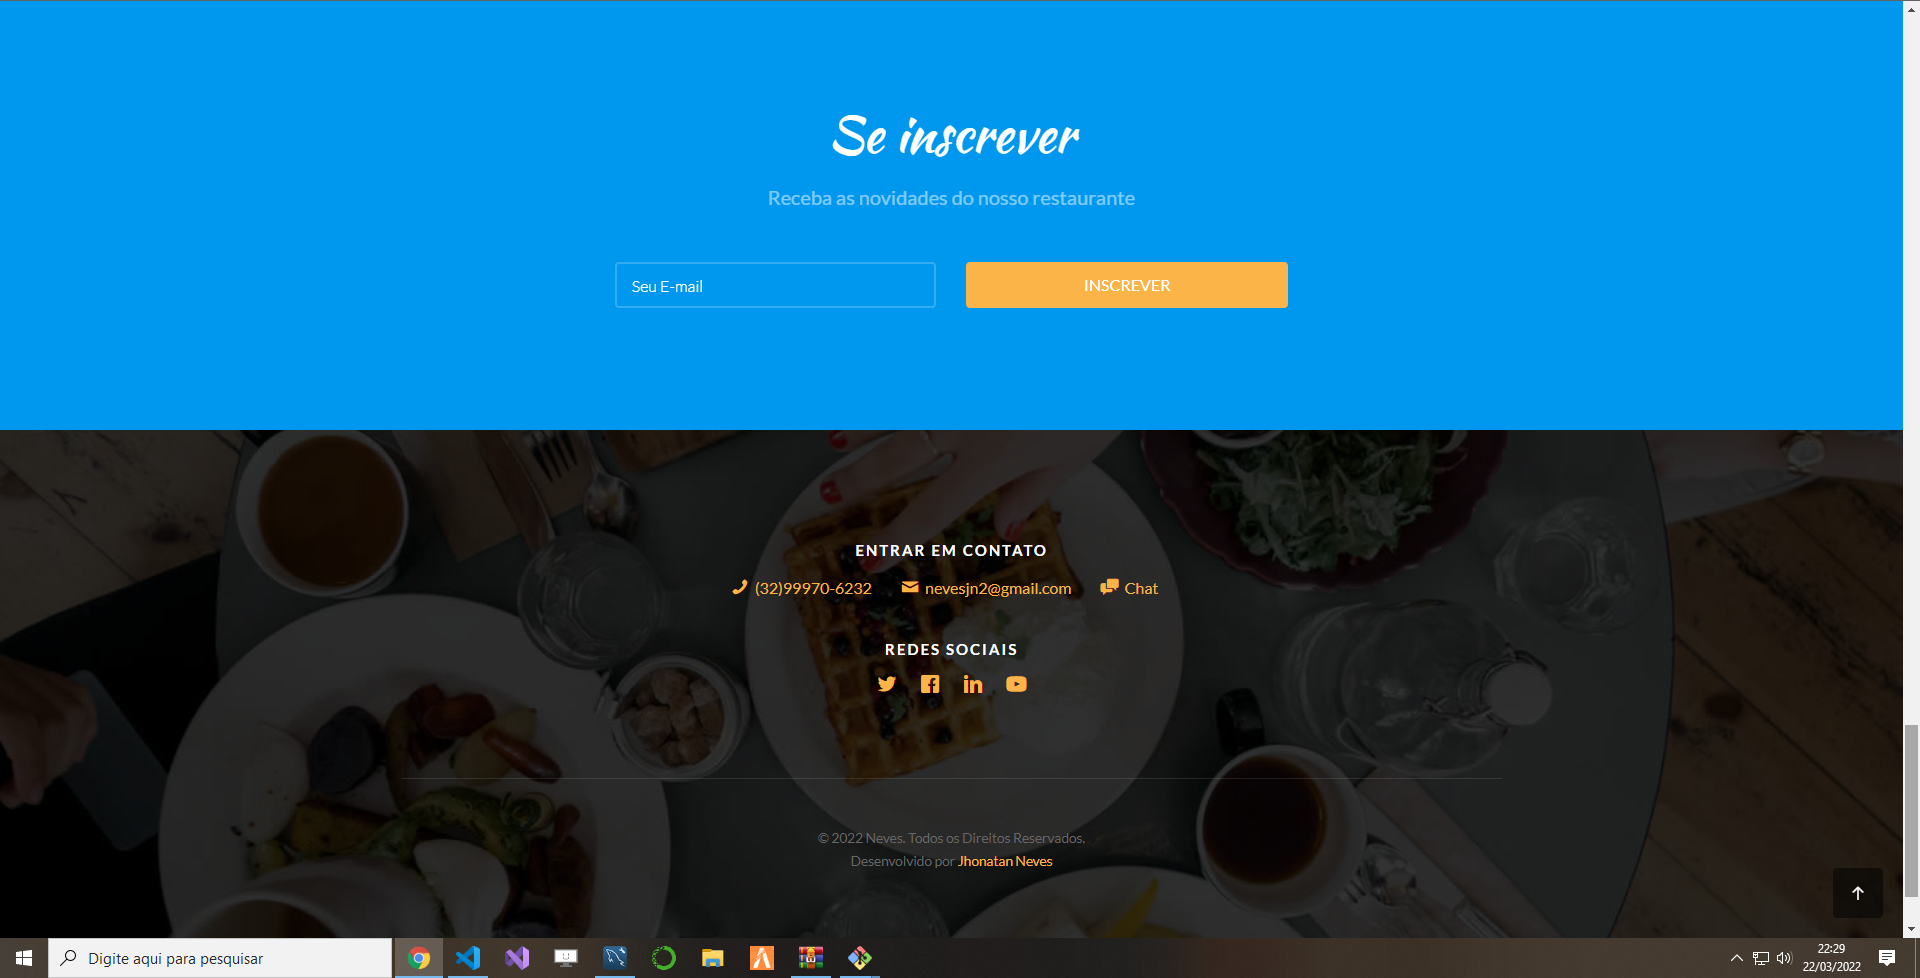 Se inscrever
Receba as novidades do nosso restaurante
Seu E-mail
INSCREVER
ENTRAR EM CONTATO
(32)99970-6232 nevesjn2@gmail.com Chat
REDES SOCIAIS
© 2022 Neves. Todos os Direitos Reservados.
Desenvolvido por Jhonatan Neves
Digite aqui para pesquisar
22:29
22/03/2022